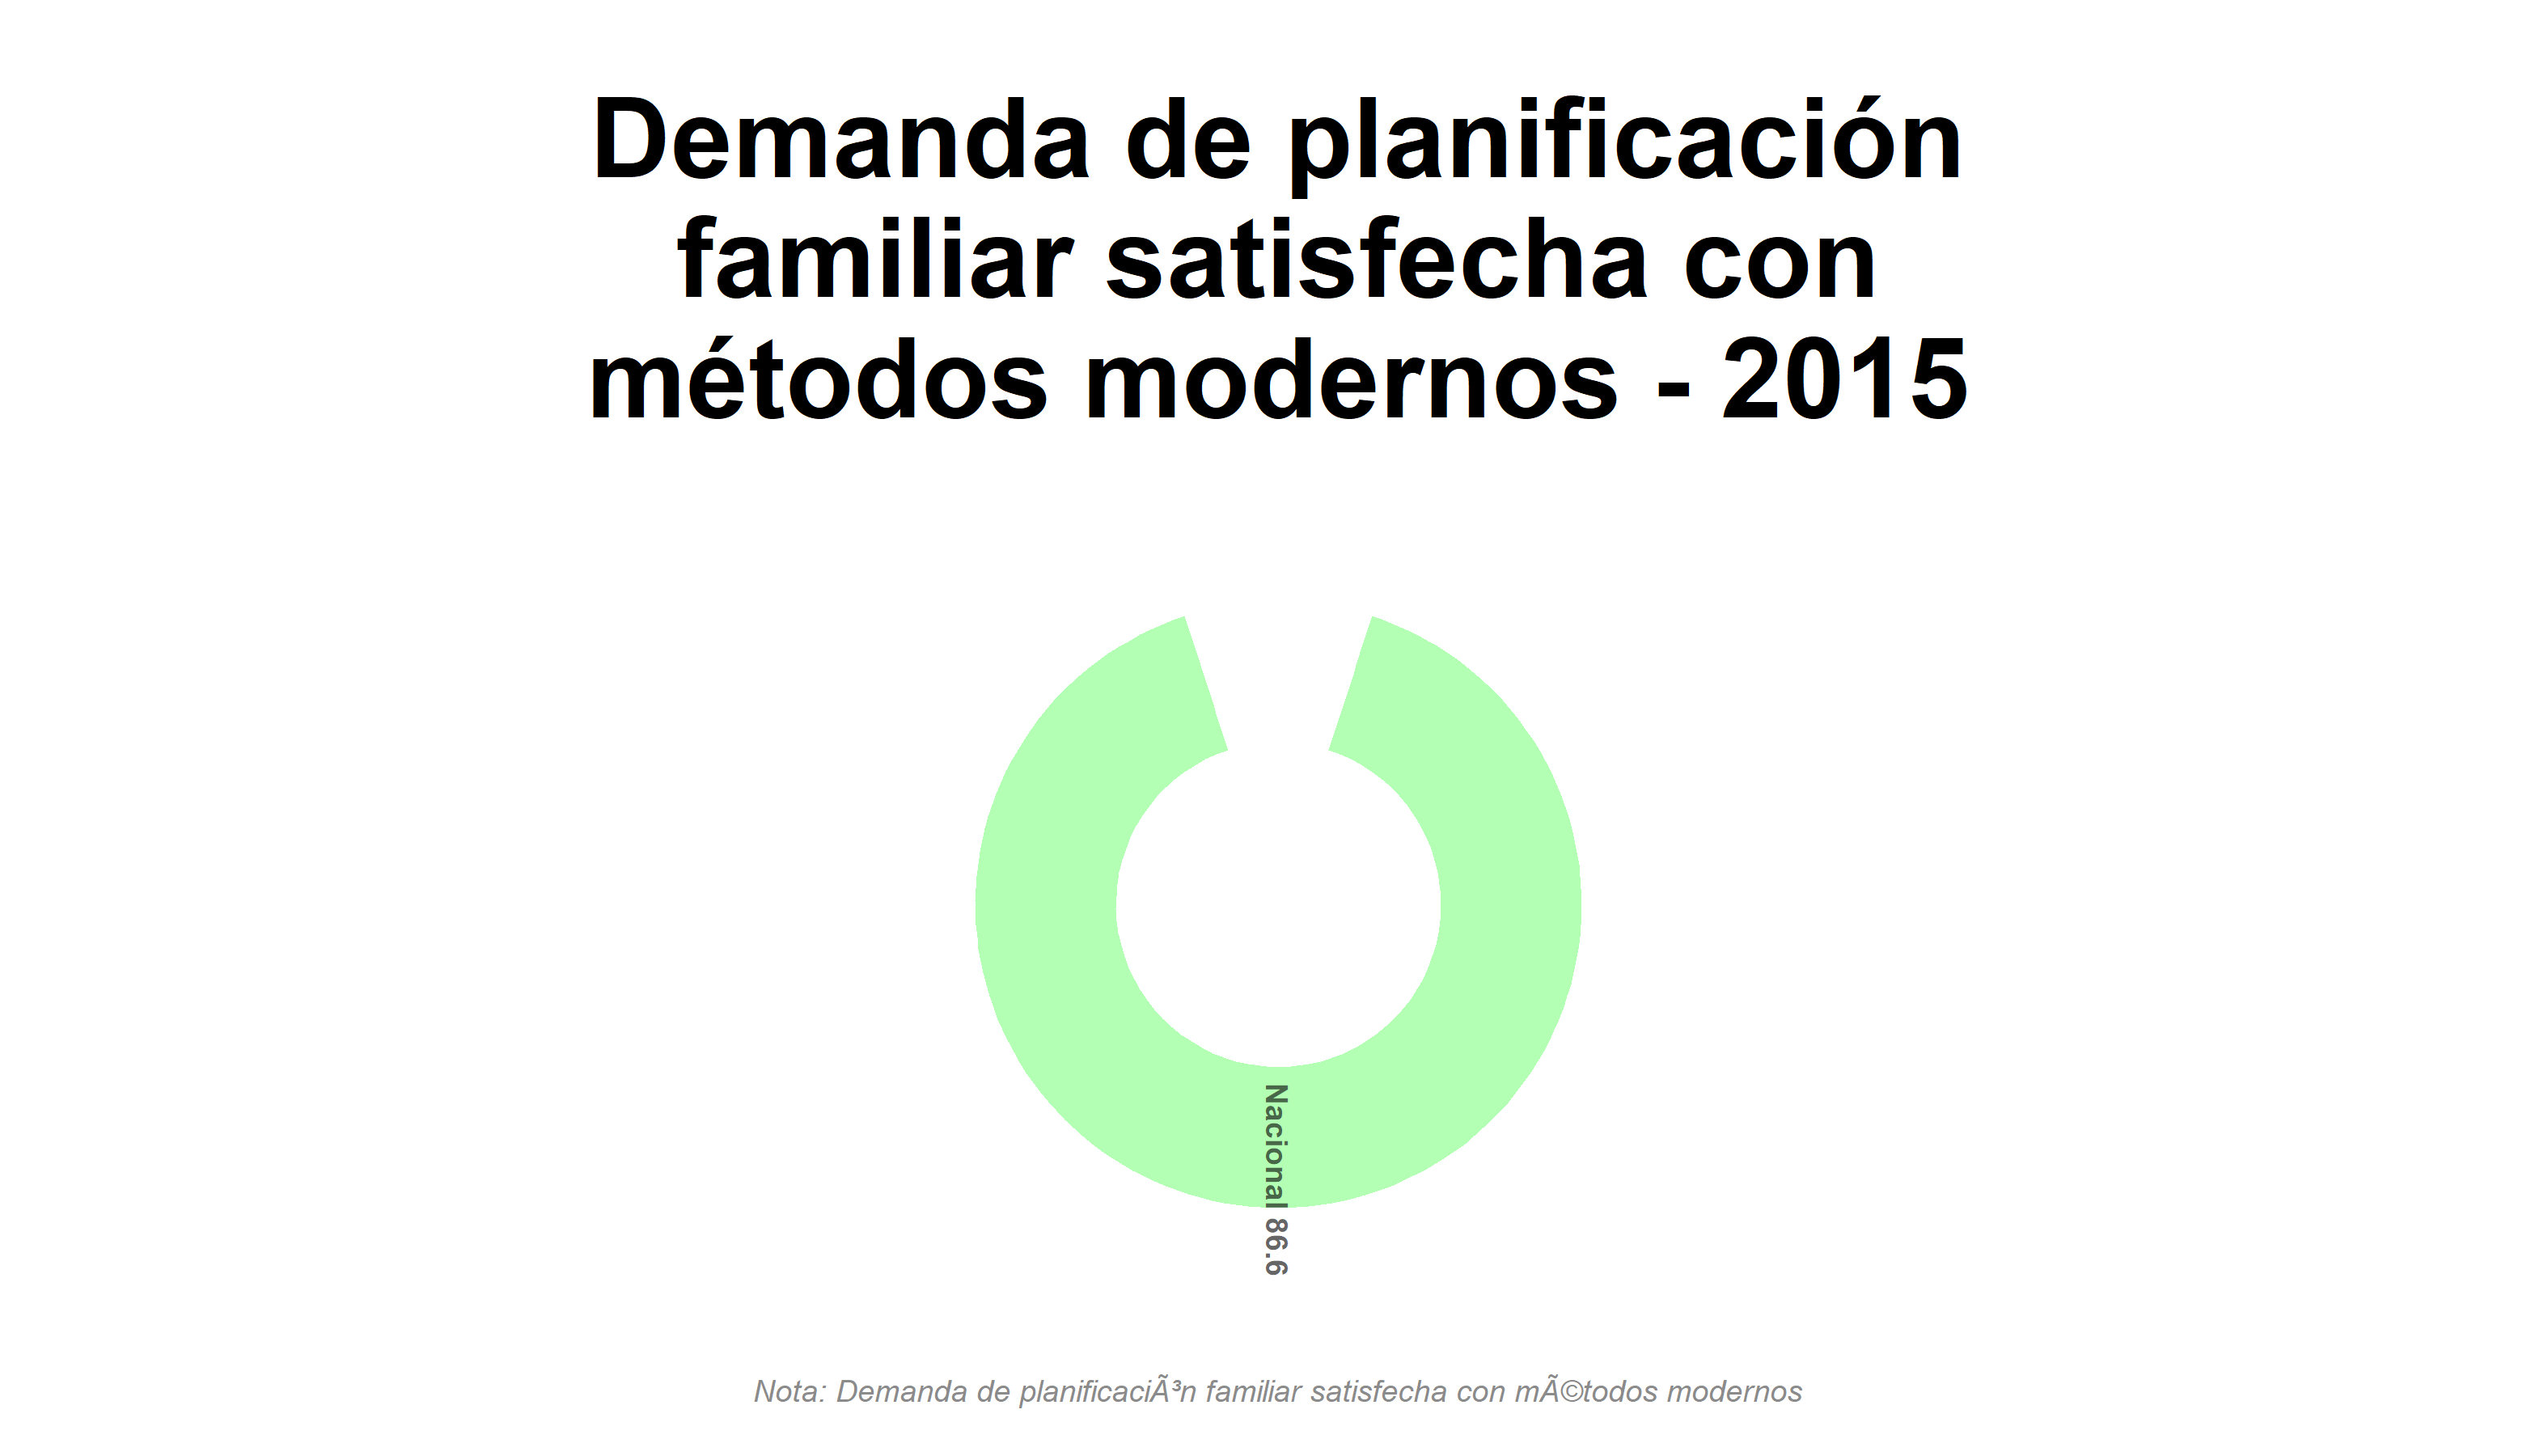 Demanda de planificación
familiar satisfecha con
métodos modernos - 2015
Nacional 86.6
Nota: Demanda de planificaciÃ³n familiar satisfecha con mÃ©todos modernos